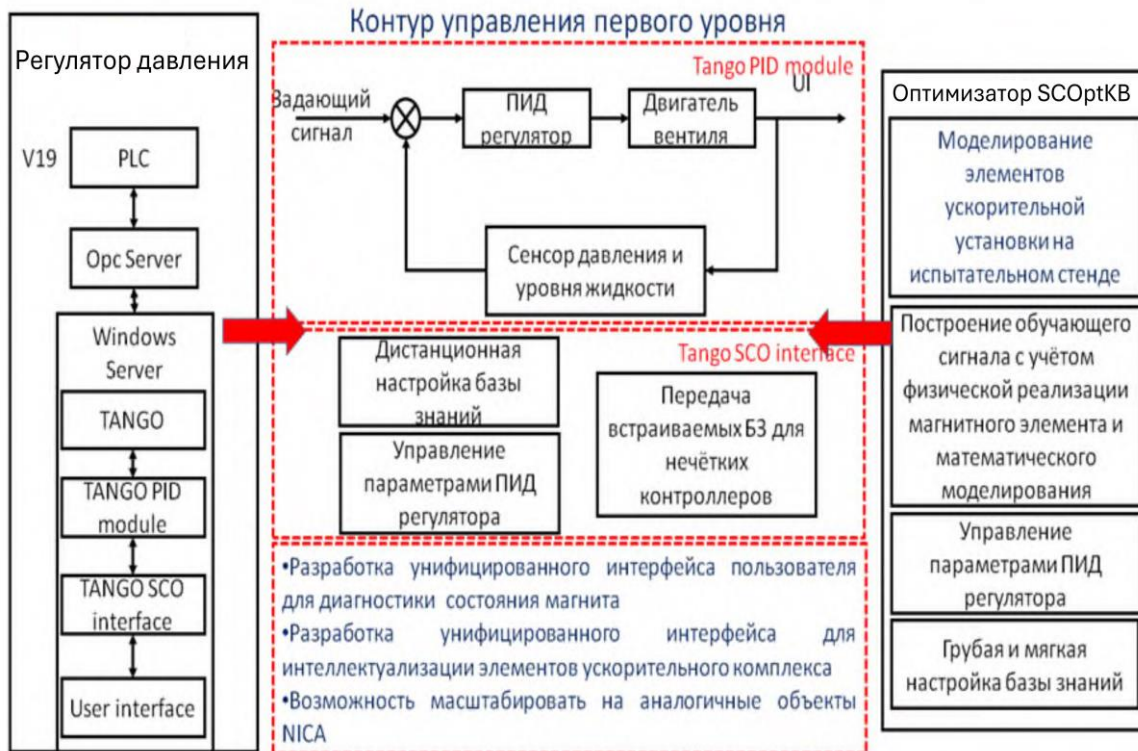 Контур управления первого уровня
Регулятор давления
V19
PLC
Opc Server
Windows
Server
TANGO
TANGO PID
module
TANGO SCO
interface
User interface
Tango PID module
Задающий
сигнал
ПИД
регулятор
Двигатель
вентиля
UI
Сенсор давления и
уровня жидкости
Tango SCO interface
Дистанционная
настройка базы
знаний
Управление
параметрами ПИД
регулятора
Передача
встраиваемых БЗ для
нечётких
контроллеров
•Разработка унифицированного интерфейса пользователя
для диагностики состояния магнита
•Разработка унифицированного интерфейса для
интеллектуализации элементов ускорительного комплекса
•Возможность масштабировать на аналогичные объекты
NICA
Оптимизатор SCOptKB
Моделирование
элементов
ускорительной
установки на
испытательном стенде
Построение обучающего
сигнала с учётом
физической реализации
магнитного элемента и
математического
моделирования
Управление
параметрами ПИД
регулятора
Грубая и мягкая
настройка базы знаний